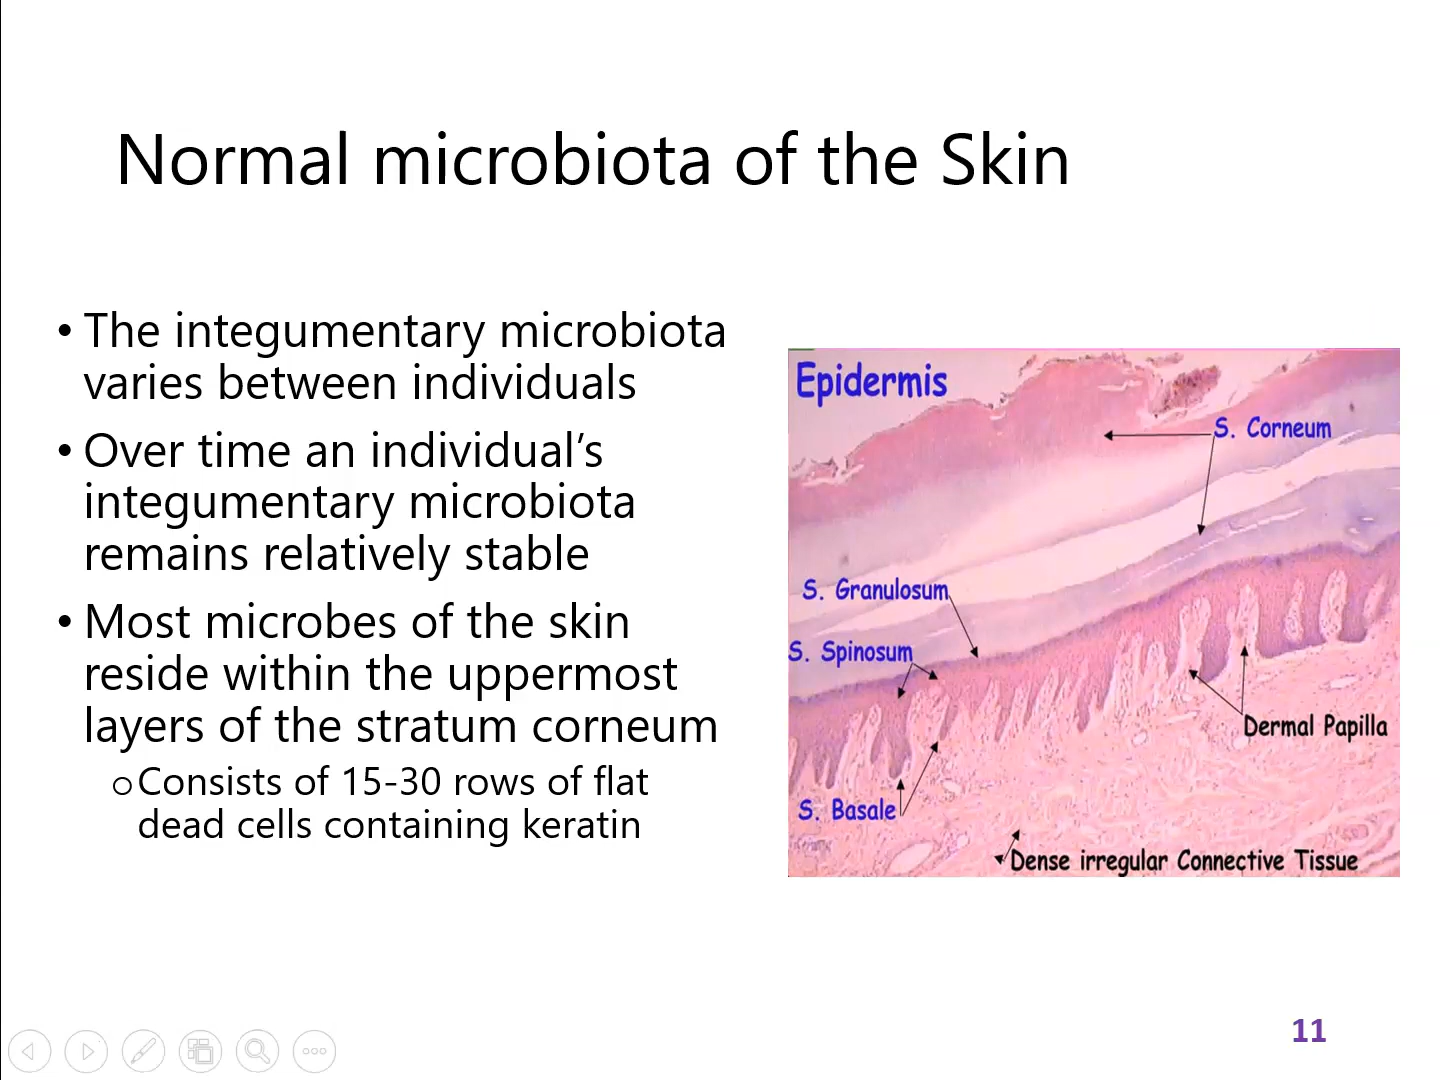 Normal microbiota of the Skin
• The integumentary microbiota
varies between individuals
• Over time an individual’s
integumentary microbiota
remains relatively stable
• Most microbes of the skin
reside within the uppermost
layers of the stratum corneum
o Consists of 15-30 rows of flat
dead cells containing keratin
Epidermis
S. Corneum
S. Granulosum
S. Spinosum
Dermal Papilla
S. Basale
Dense irregular Connective Tissue
11